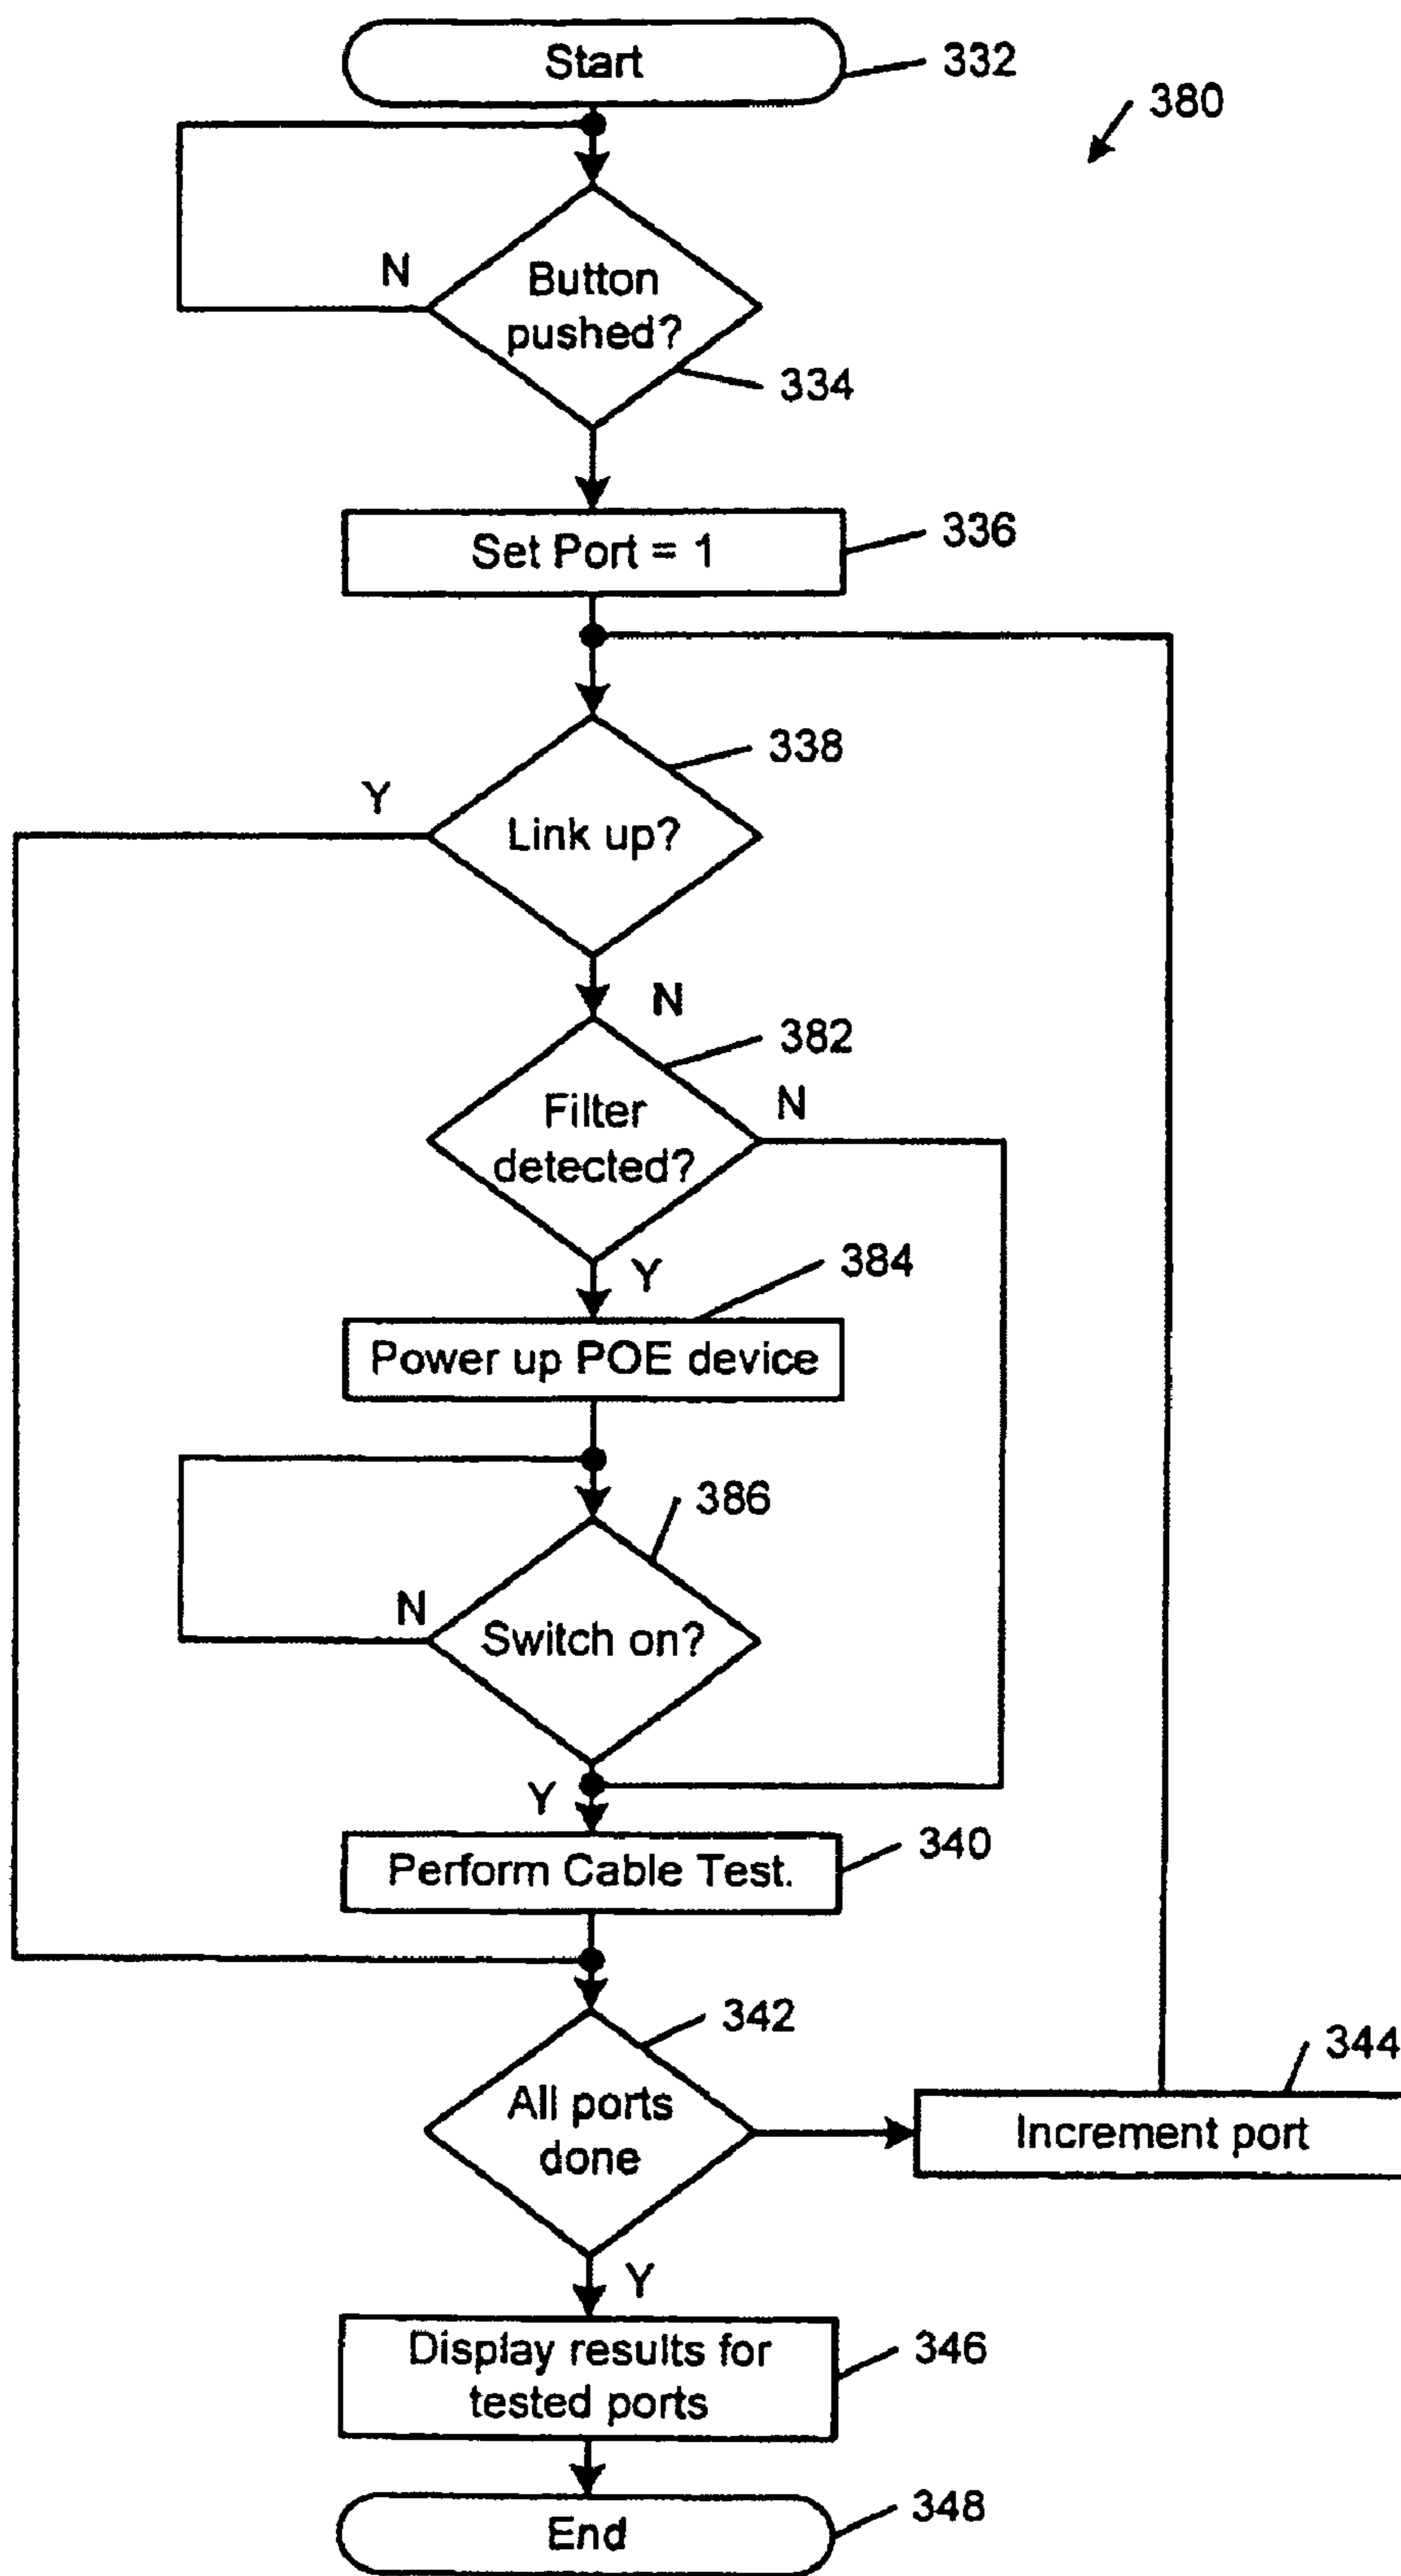 Start
332
380
N
Button
pushed?
334
Set Port = 1
336
338
Y
Link up?
N
382
Filter
detected?
N
Y
384
Power up POE device
386
N
Switch on?
Y
Perform Cable Test.
340
342
All ports
done
344
Increment port
Y
Display results for
tested ports
346
End
348